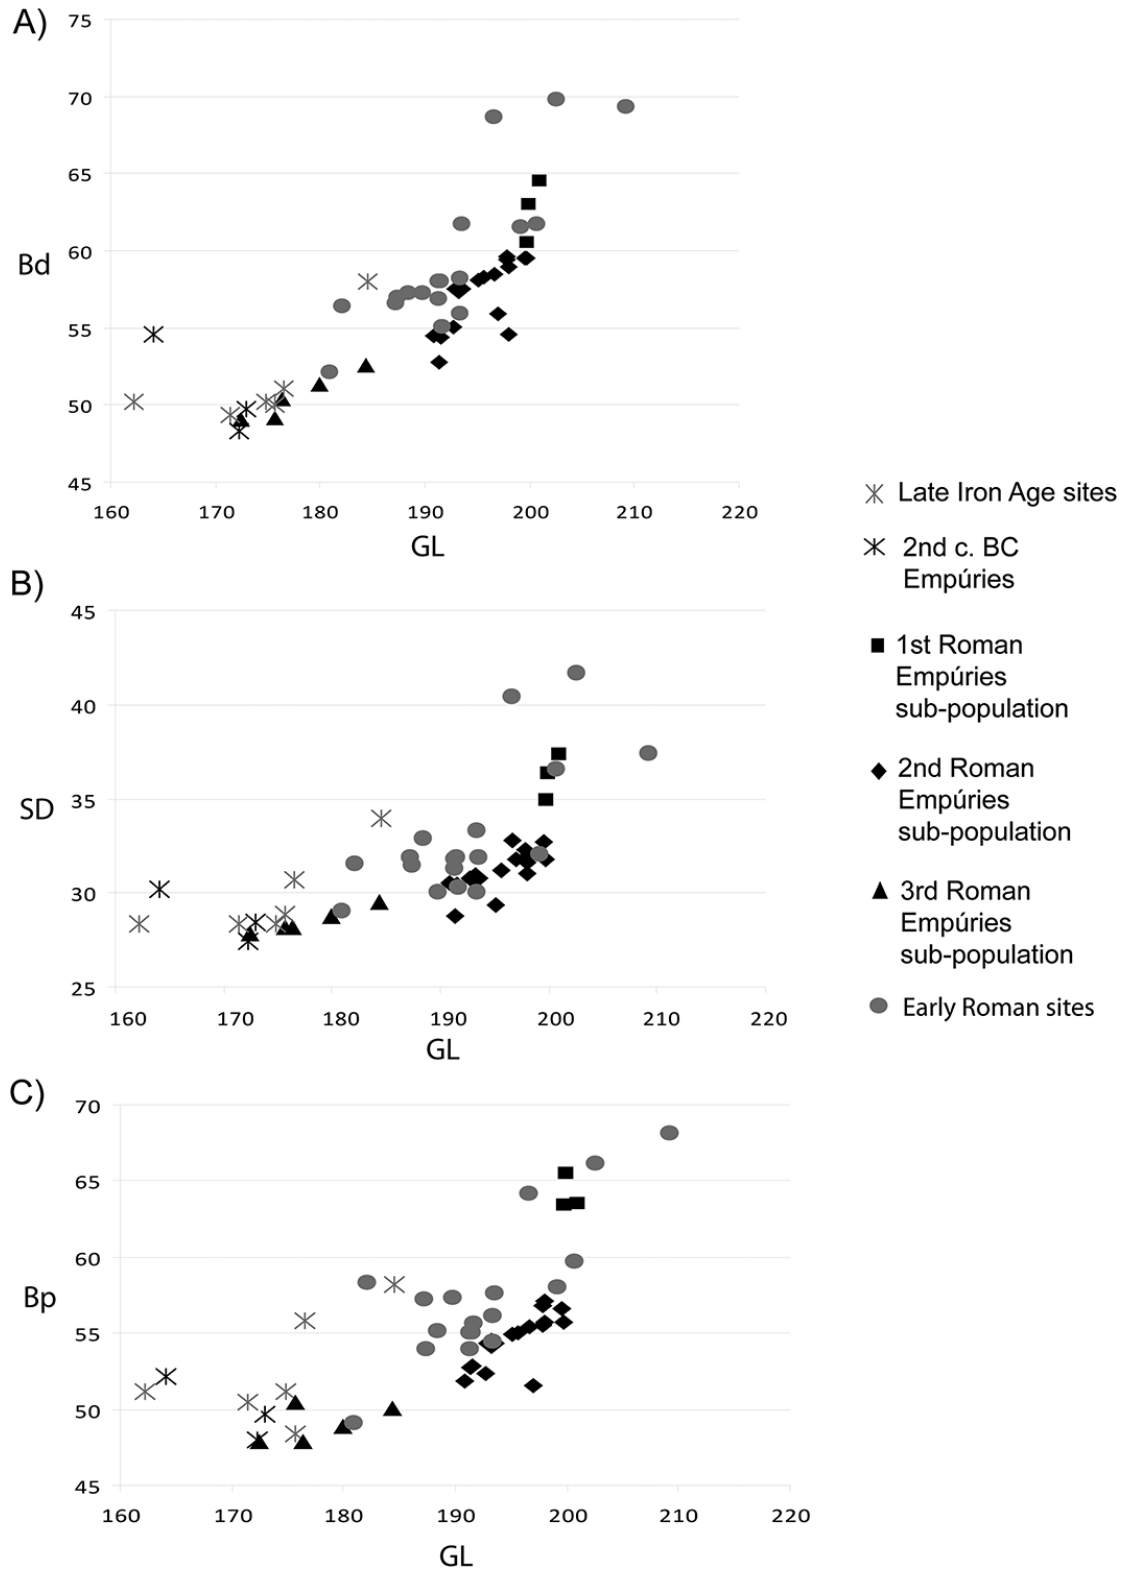 A)
75
70
65
60
55
50
45
Bd
160 170 180 190 200 210 220
GL
B)
45
40
35
30
25
SD
160 170 180 190 200 210 220
GL
C)
70
65
60
55
50
45
Bp
160 170 180 190 200 210 220
GL
Late Iron Age sites
2nd c. BC
Empúries
1st Roman
Empúries
sub-population
2nd Roman
Empúries
sub-population
3rd Roman
Empúries
sub-population
Early Roman sites